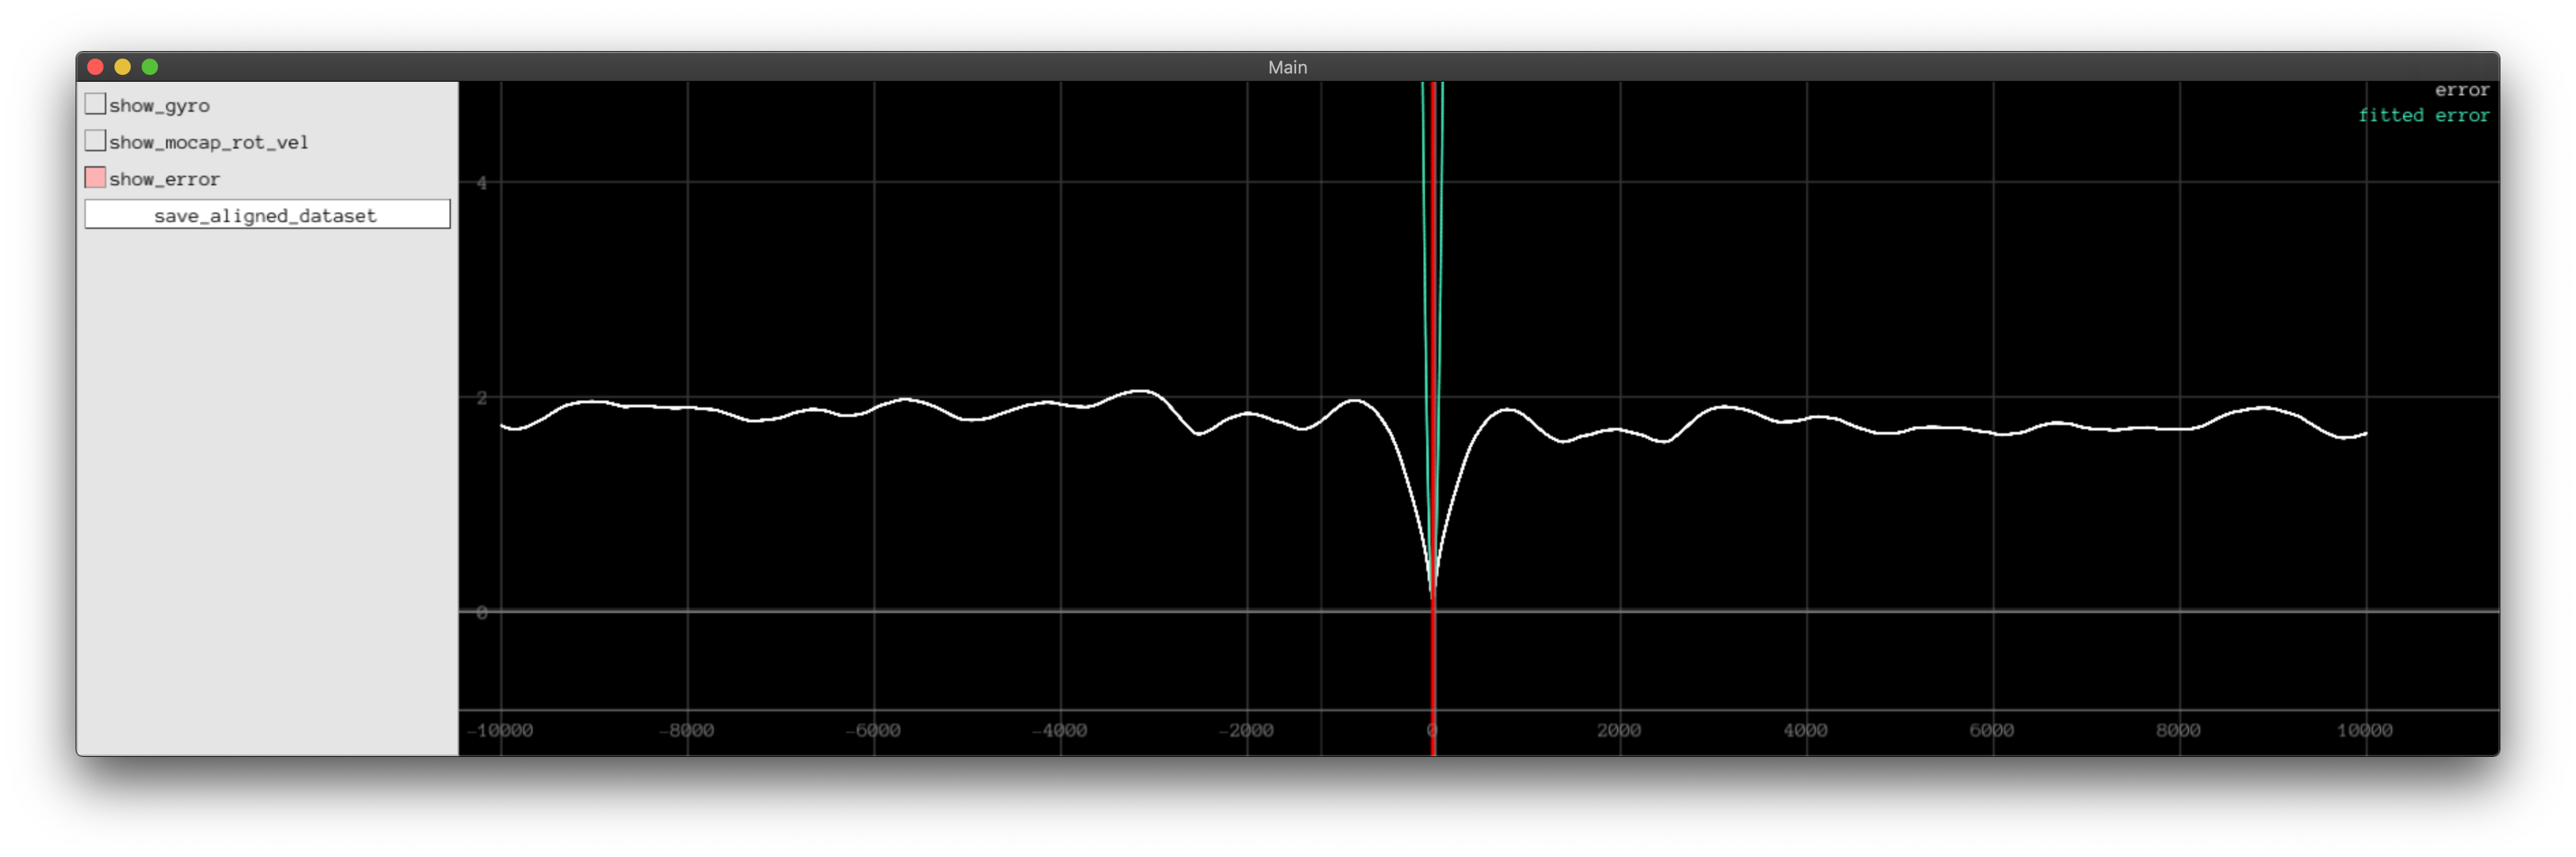 Main
show_gyro
show_mocap_rot_vel
show_error
save_aligned_dataset
error
fitted error
4
2
0
-10000 -8000 -6000 -4000 -2000 0 2000 4000 6000 8000 10000